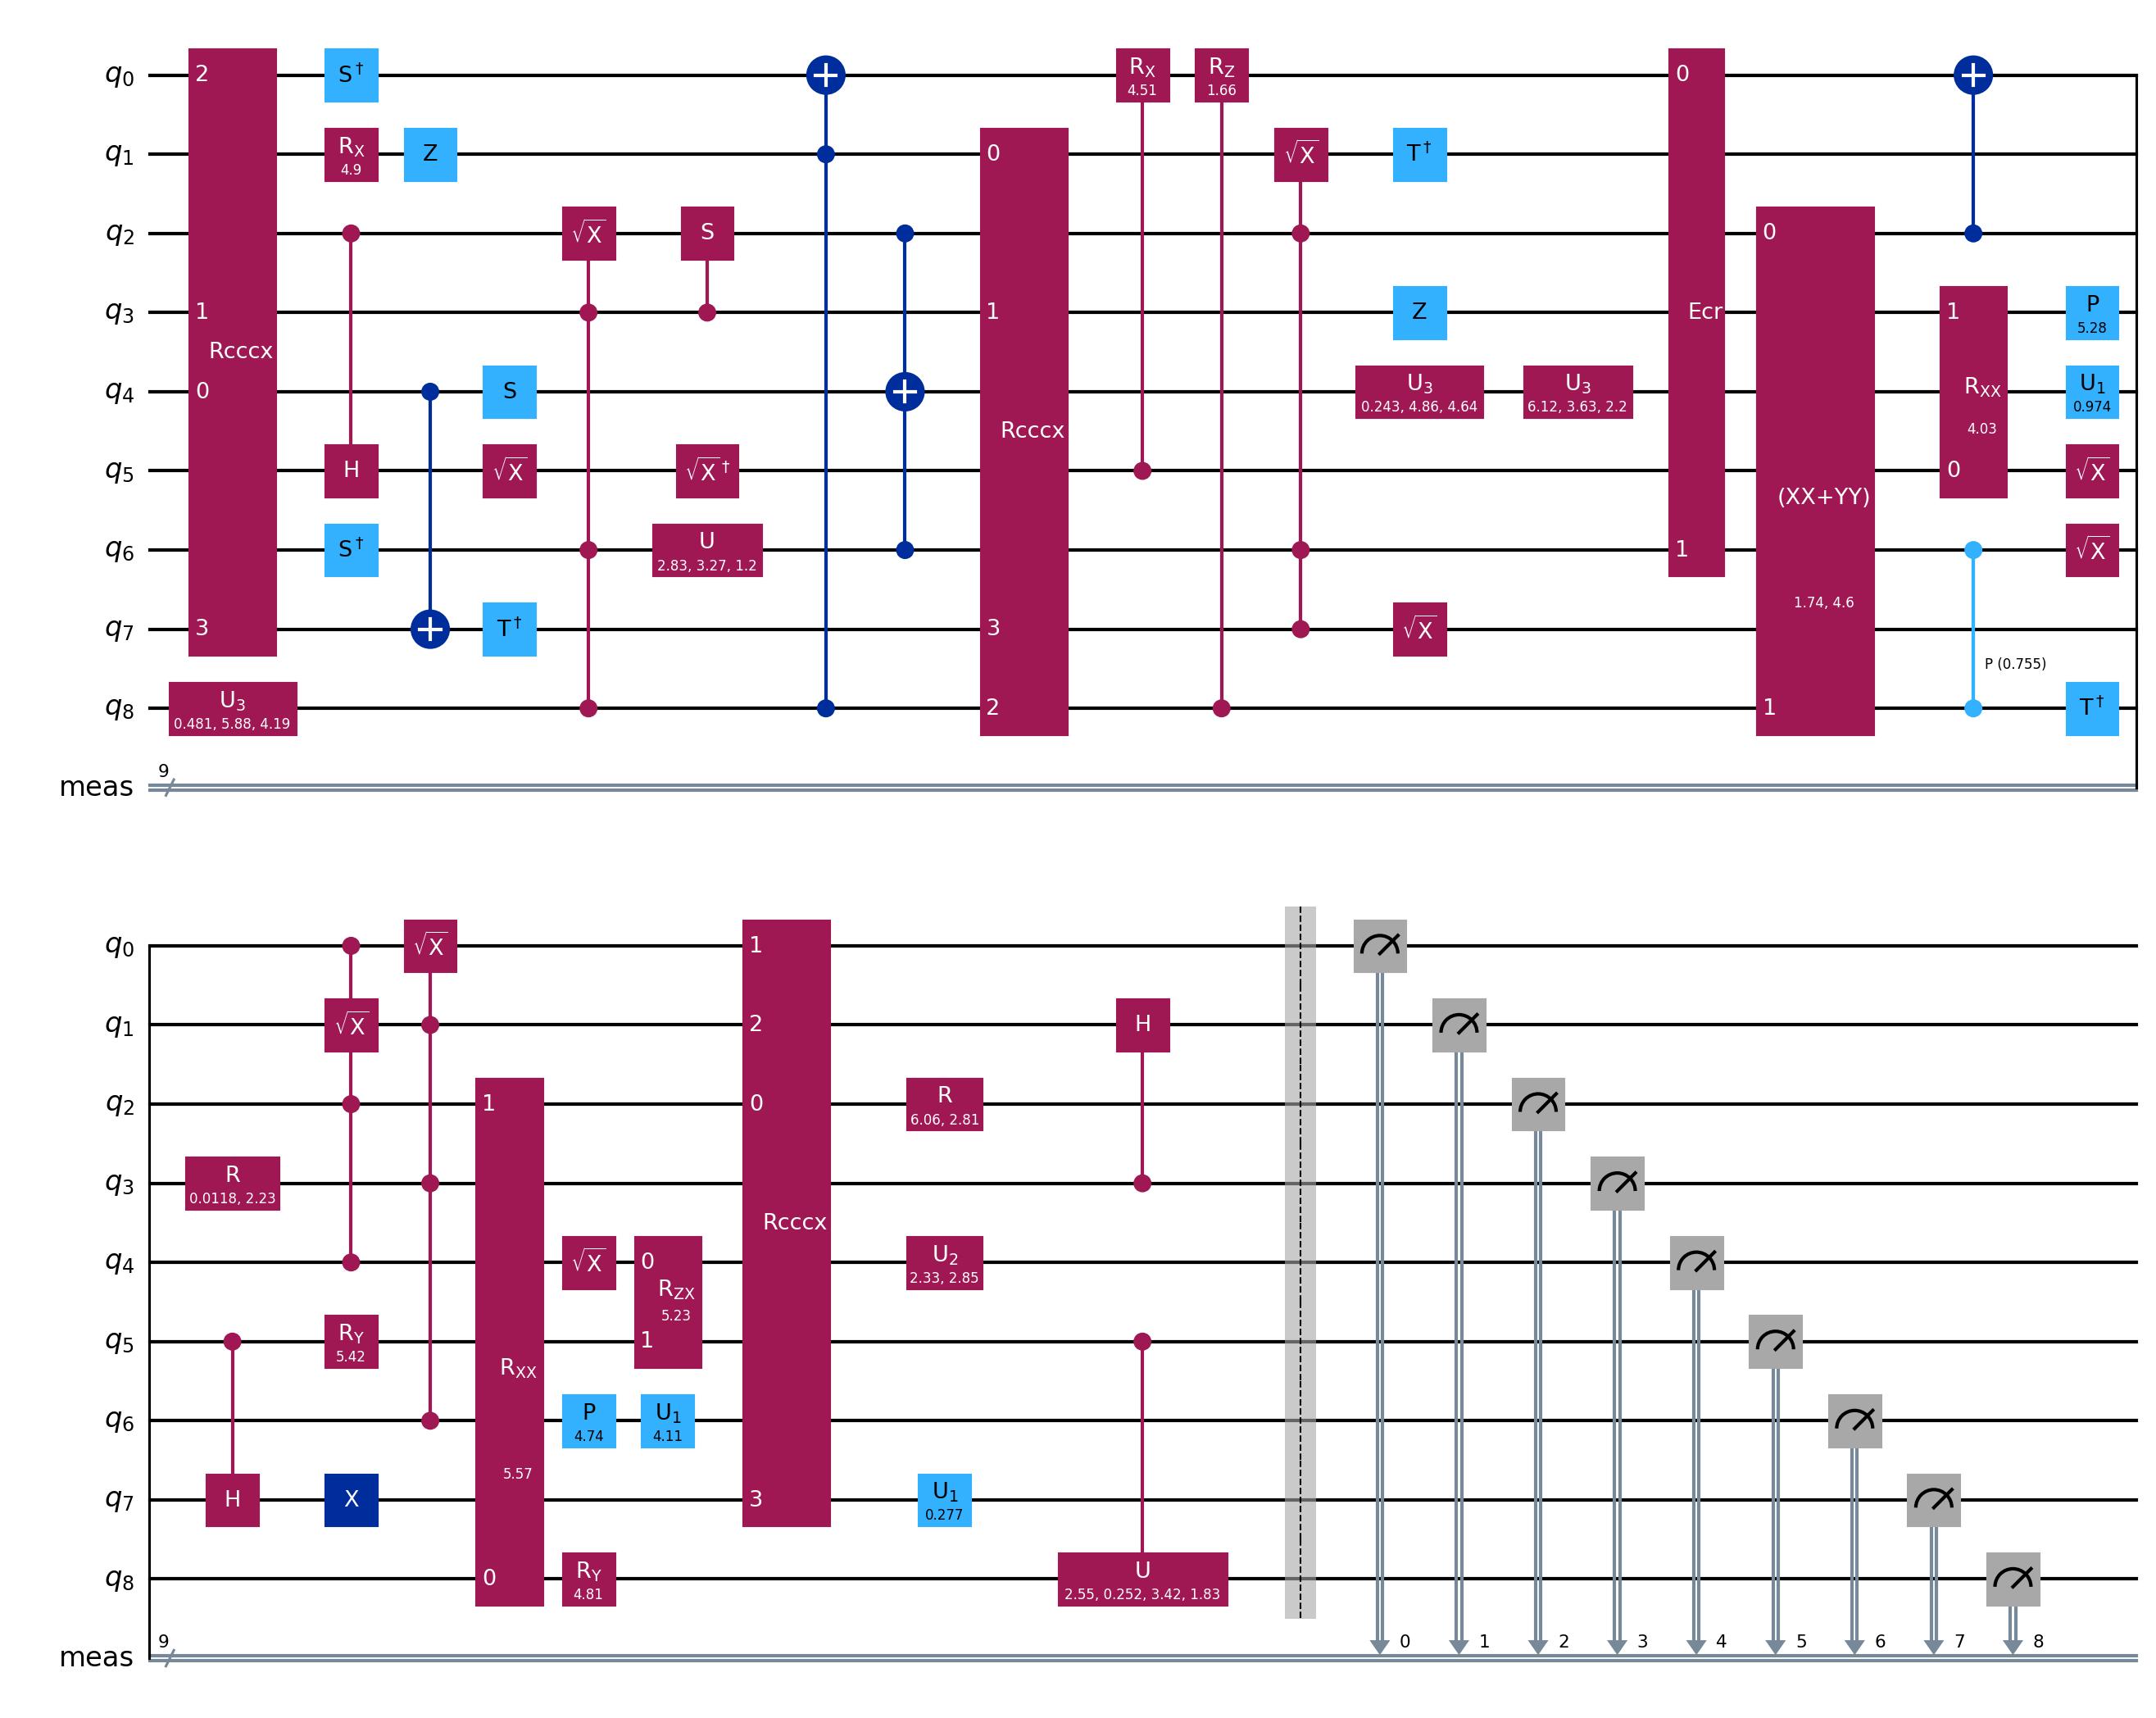 q0 2 S† 0 RX 4.51 RZ 1.66 0
q1 RX 4.9 Z 0 √X T†
q2 √X S 0
q3 1 1 Z Ecr 1 P 5.28
Rcccx
q4 0 S U3 0.243, 4.86, 4.64 U3 6.12, 3.63, 2.2 RXX U1 0.974
Rcccx 4.03
q5 H √X √X† 0 √X
(XX+YY)
q6 S† U 2.83, 3.27, 1.2 1 √X
1.74, 4.6
q7 3 T† 3 √X
P (0.755)
q8 U3 0.481, 5.88, 4.19 2 1 T†
meas 9
q0 √X 1
q1 √X 2 H
q2 1 0 R 6.06, 2.81
q3 R 0.0118, 2.23
Rcccx
q4 √X 0 U2 2.33, 2.85
RZX 5.23
q5 RY 5.42 1
RXX
q6 P 4.74 U1 4.11
5.57
q7 H X 3 U1 0.277
q8 0 RY 4.81 U 2.55, 0.252, 3.42, 1.83
meas 9 0 1 2 3 4 5 6 7 8